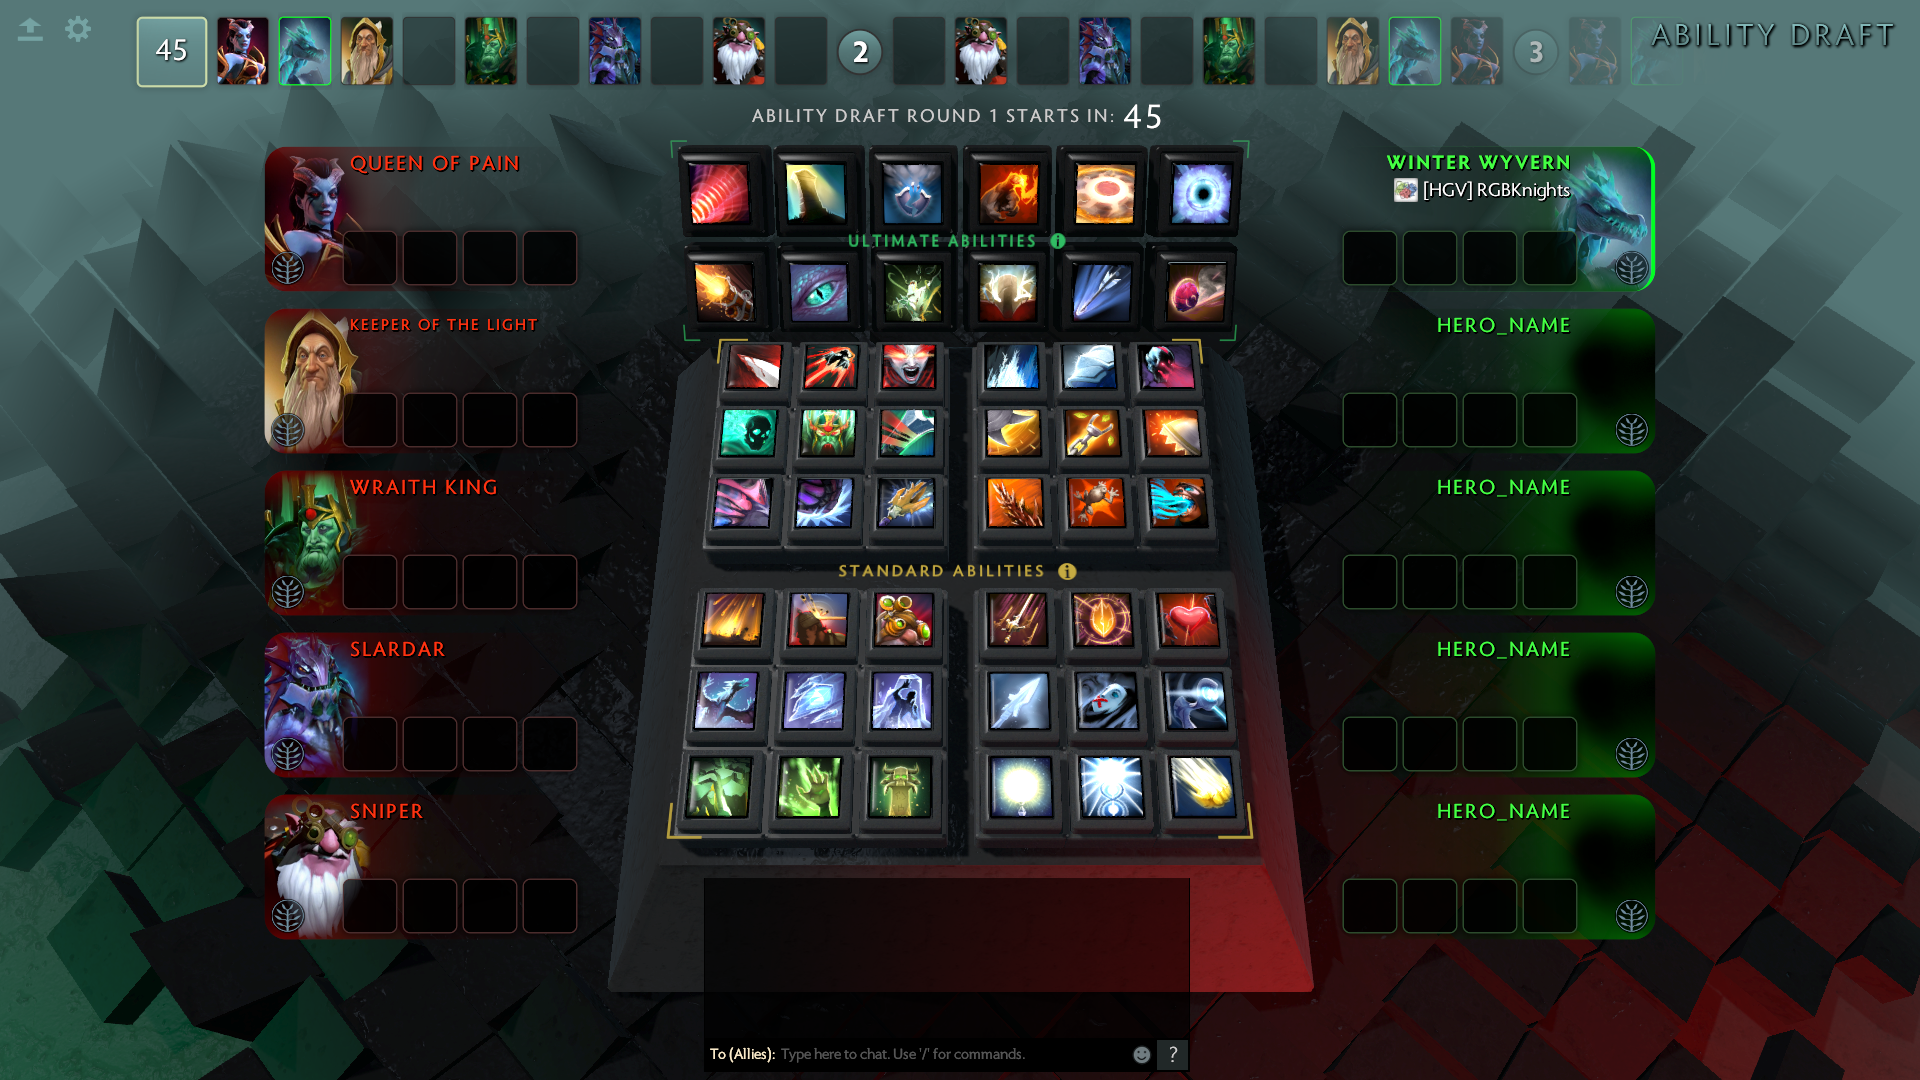 45
2
3
ABILITY DRAFT
ABILITY DRAFT ROUND 1 STARTS IN: 45
QUEEN OF PAIN
WINTER WYVERN
[HGV] RGBKnights
ULTIMATE ABILITIES
KEEPER OF THE LIGHT
HERO_NAME
WRAITH KING
HERO_NAME
STANDARD ABILITIES
SLARDAR
HERO_NAME
SNIPER
HERO_NAME
To (Allies): Type here to chat. Use '/' for commands.
?